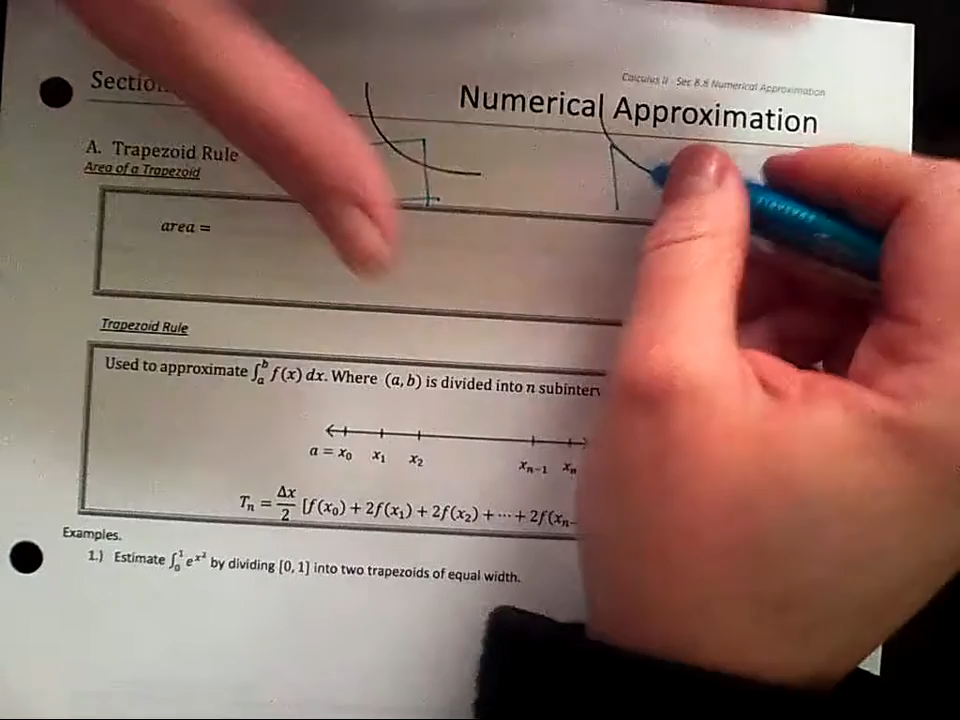 Calculus II - Sec 8.8 Numerical Approximation
Section
Numerical Approximation
A. Trapezoid Rule
Area of a Trapezoid
area =
Trapezoid Rule
Used to approximate ∫ₐᵇ f(x) dx. Where (a, b) is divided into n subinterv
a = x₀ x₁ x₂ xₙ₋₁ xₙ
Tₙ = Δx/2 [f(x₀) + 2f(x₁) + 2f(x₂) + ⋯ + 2f(xₙ₋
Examples.
1.) Estimate ∫₀¹ eˣ² by dividing [0, 1] into two trapezoids of equal width.